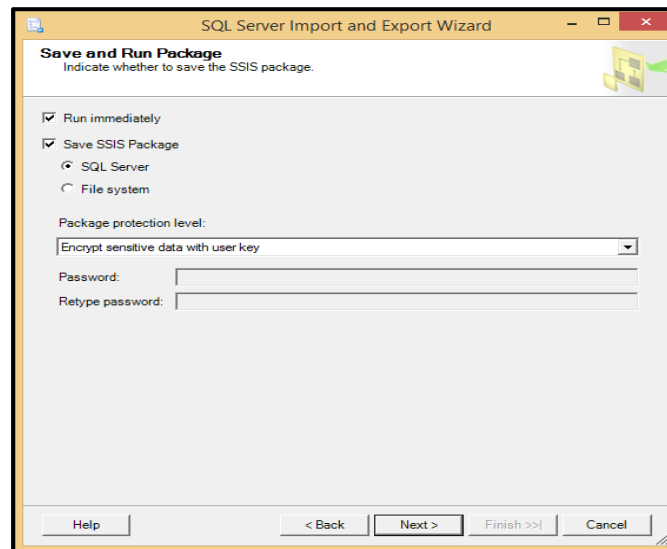 SQL Server Import and Export Wizard
Save and Run Package
Indicate whether to save the SSIS package.
Run immediately
Save SSIS Package
SQL Server
File system
Package protection level:
Encrypt sensitive data with user key
Password:
Retype password:
Help
< Back
Next >
Finish >>|
Cancel